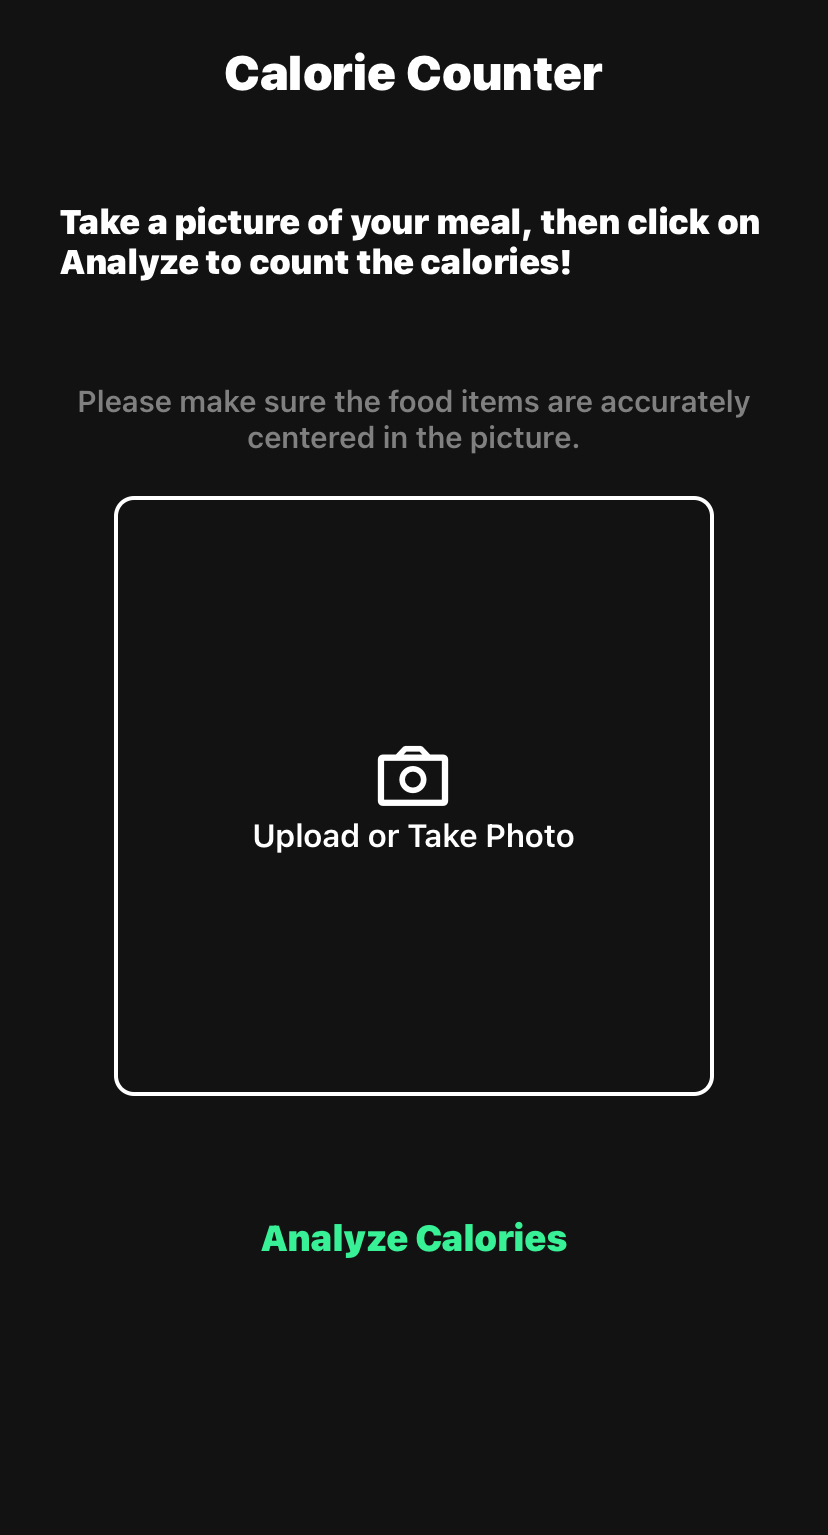 Calorie Counter
Take a picture of your meal, then click on
Analyze to count the calories!
Please make sure the food items are accurately
centered in the picture.
Upload or Take Photo
Analyze Calories